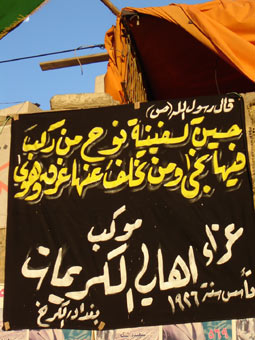 قال رسول الله (ص)
حسين كسفينة نوح من ركب
فيها نجى ومن تخلف عنها غرق وهوى
موكب
عزاء اهالي الكريمات
تأسس سنة ١٩٢٦
بغداد الكرخ